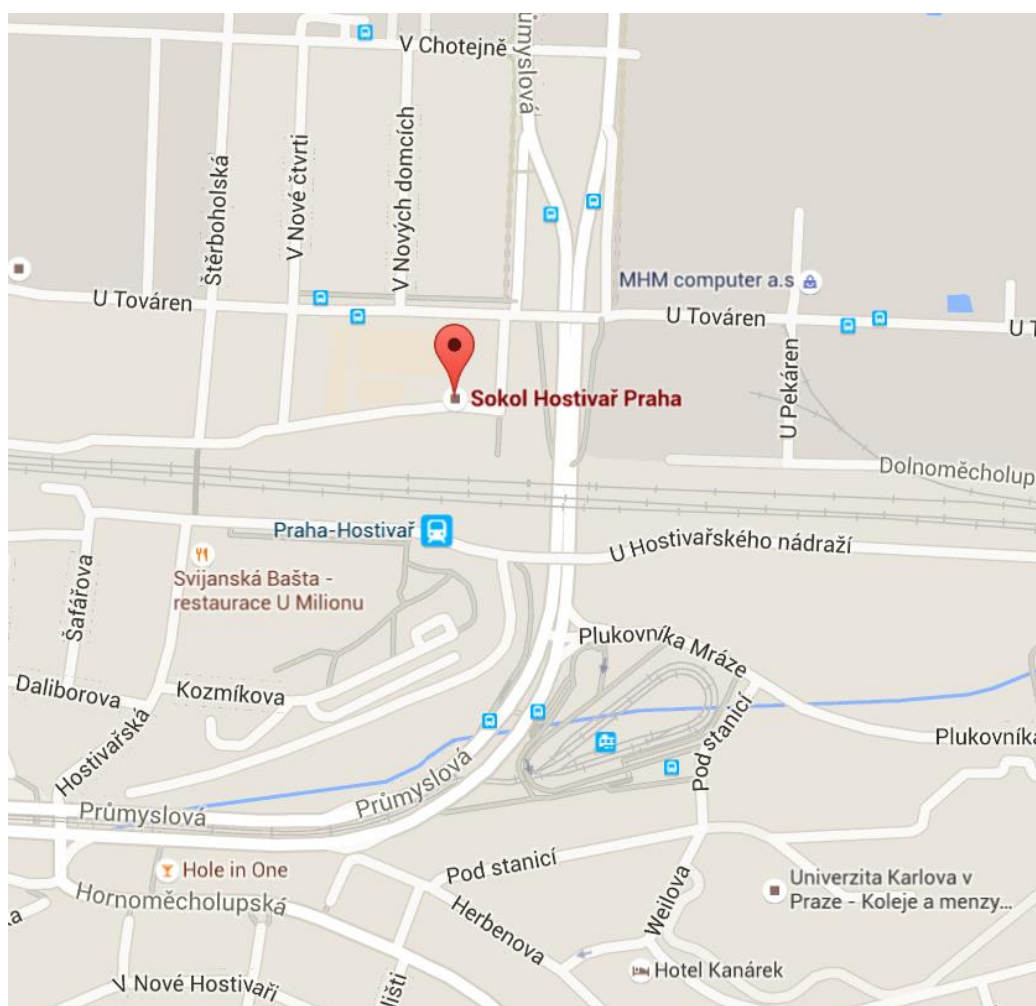 V Chotejně
Průmyslová
Štěrboholská
V Nové čtvrti
V Nových domcích
MHM computer a.s
U Továren
U Továren
U T
U Pekáren
Sokol Hostivař Praha
Dolnoměcholup
Praha-Hostivař
U Hostivařského nádraží
Svijanská Bašta -
restaurace U Milionu
Šafářova
Plukovníka Mráze
Daliborova
Kozmíkova
Hostivařská
Pod stanicí
Plukovníka
Průmyslová
Průmyslová
Pod stanicí
Hole in One
Univerzita Karlova v
Praze - Koleje a menzy...
Hornoměcholupská
Herbenova
Weilova
Hotel Kanárek
V Nové Hostivaři